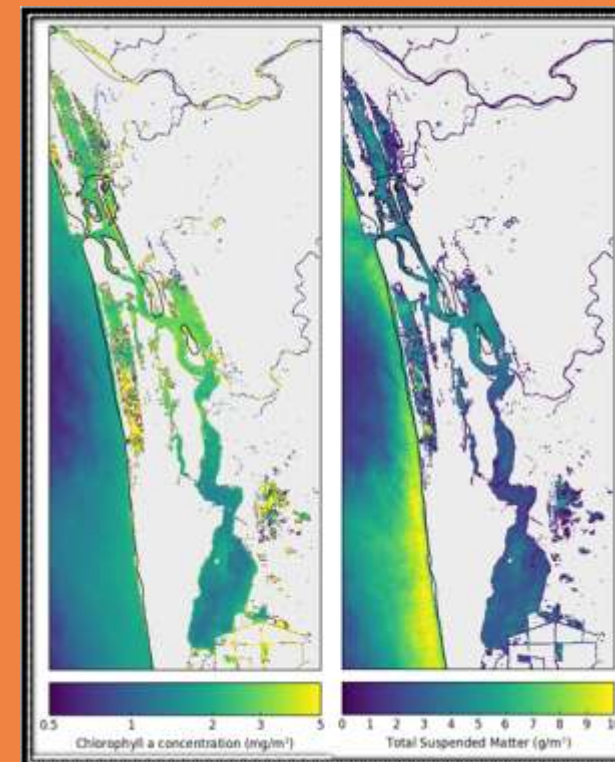 0.5 1 2 3 5
Chlorophyll a concentration (mg/m³)
0 1 2 3 4 5 6 7 8 9 10
Total Suspended Matter (g/m³)